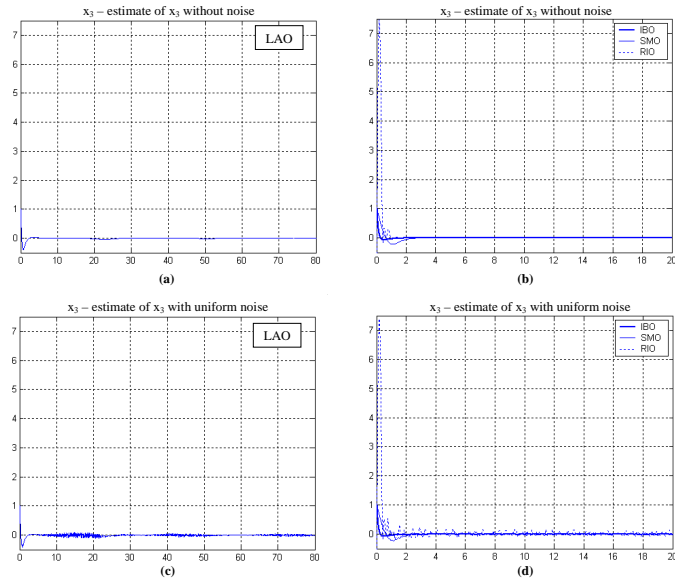 x₃ – estimate of x₃ without noise
LAO
7
6
5
4
3
2
1
0
0 10 20 30 40 50 60 70 80
(a)
x₃ – estimate of x₃ without noise
IBO
SMO
RIO
7
6
5
4
3
2
1
0
0 2 4 6 8 10 12 14 16 18 20
(b)
x₃ – estimate of x₃ with uniform noise
LAO
7
6
5
4
3
2
1
0
0 10 20 30 40 50 60 70 80
(c)
x₃ – estimate of x₃ with uniform noise
IBO
SMO
RIO
7
6
5
4
3
2
1
0
0 2 4 6 8 10 12 14 16 18 20
(d)